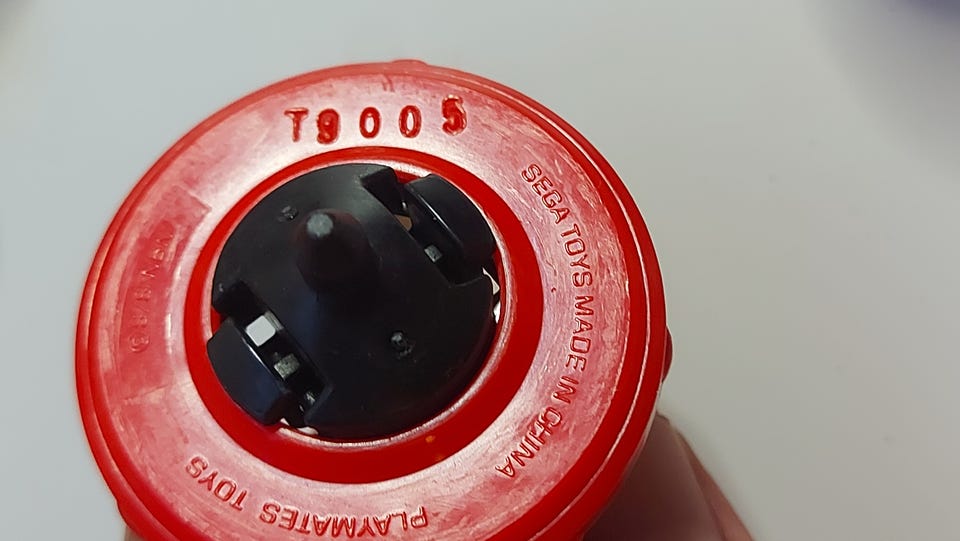 T9005
SEGA TOYS MADE IN CHINA
PLAYMATES TOYS